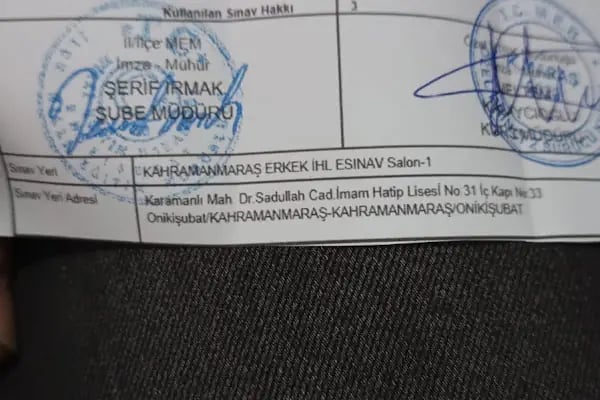 Kullanılan Sınav Hakkı 3
İl/İlçe MEM
İmza - Mühür
ŞERİF IRMAK
ŞUBE MÜDÜRÜ
Sınav Yeri KAHRAMANMARAŞ ERKEK İHL ESINAV Salon-1
Sınav Yeri Adresi Karamanlı Mah. Dr.Sadullah Cad.İmam Hatip Lisesİ No:31 İç Kapı No:33
Onikişubat/KAHRAMANMARAŞ-KAHRAMANMARAŞ/ONİKİŞUBAT